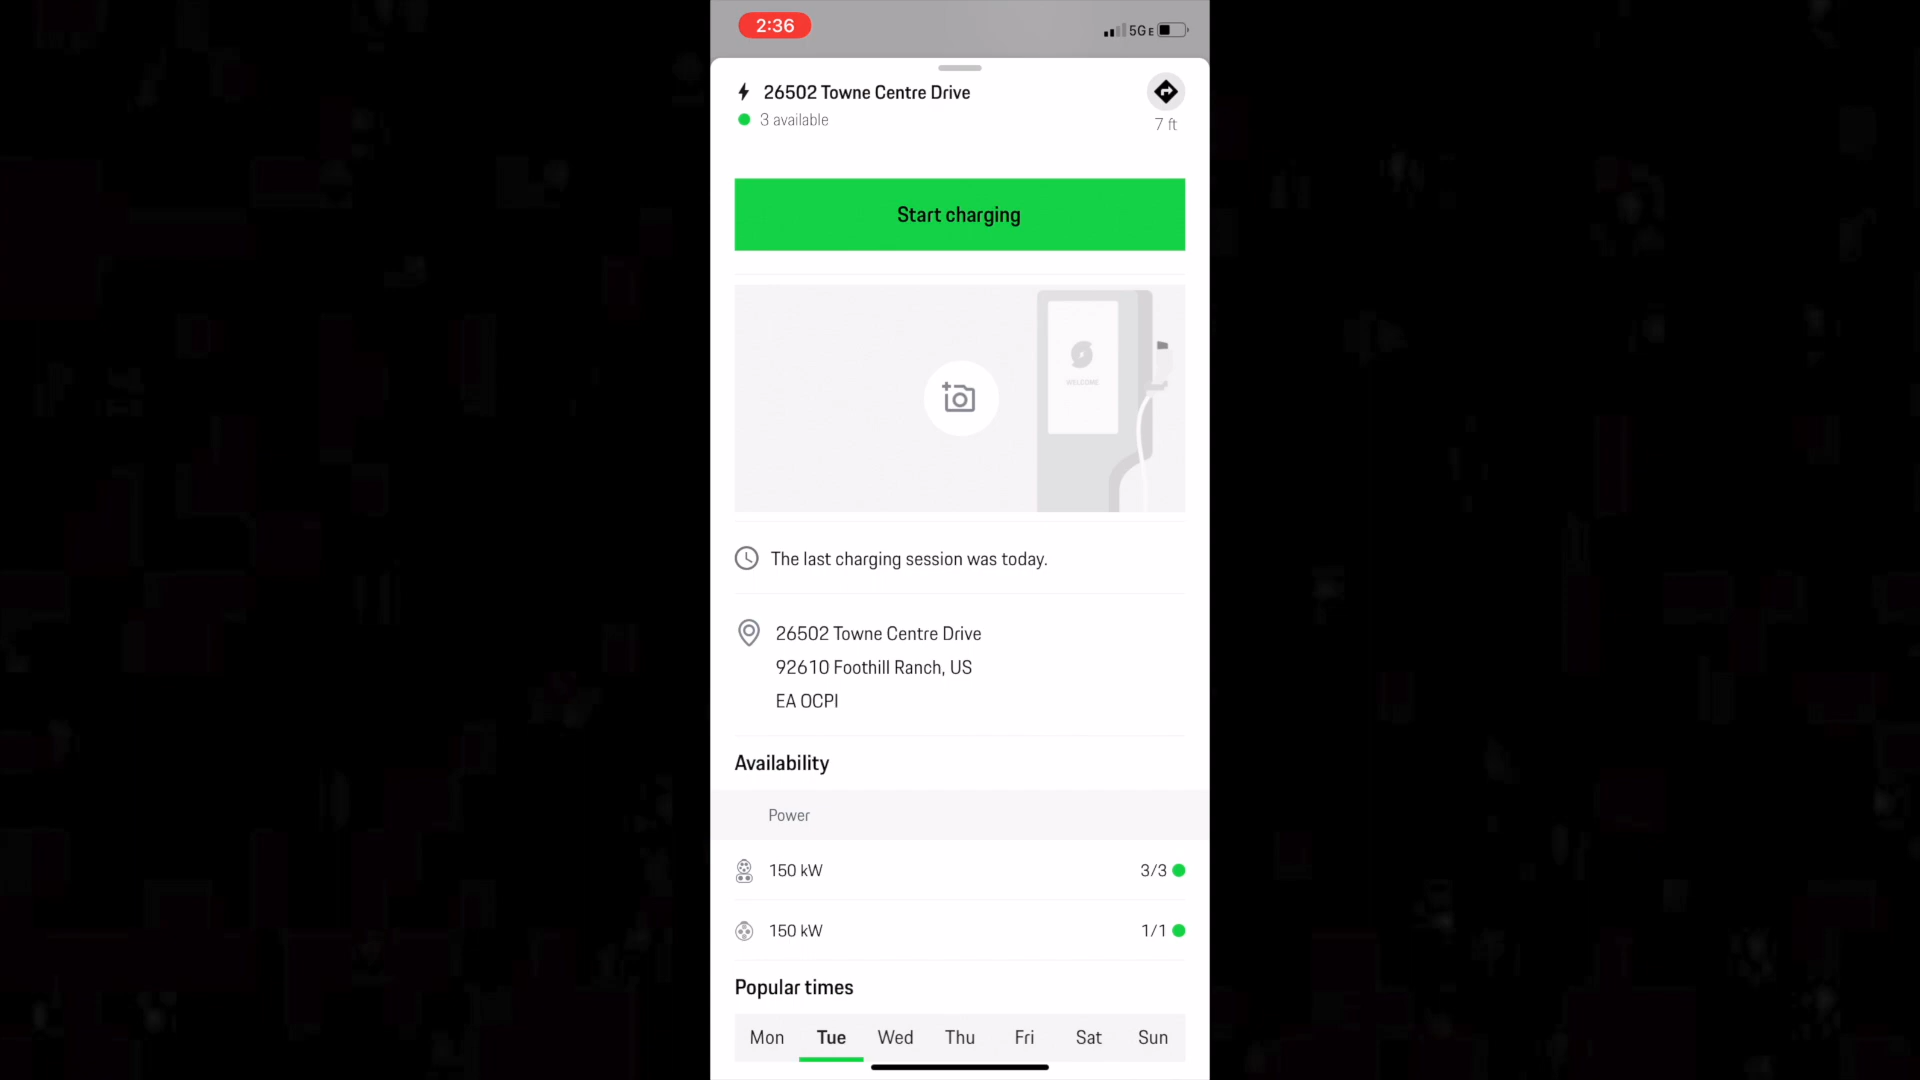 2:36
5GE
26502 Towne Centre Drive
3 available
7 ft
Start charging
WELCOME
The last charging session was today.
26502 Towne Centre Drive
92610 Foothill Ranch, US
EA OCPI
Availability
Power
150 kW 3/3
150 kW 1/1
Popular times
Mon Tue Wed Thu Fri Sat Sun